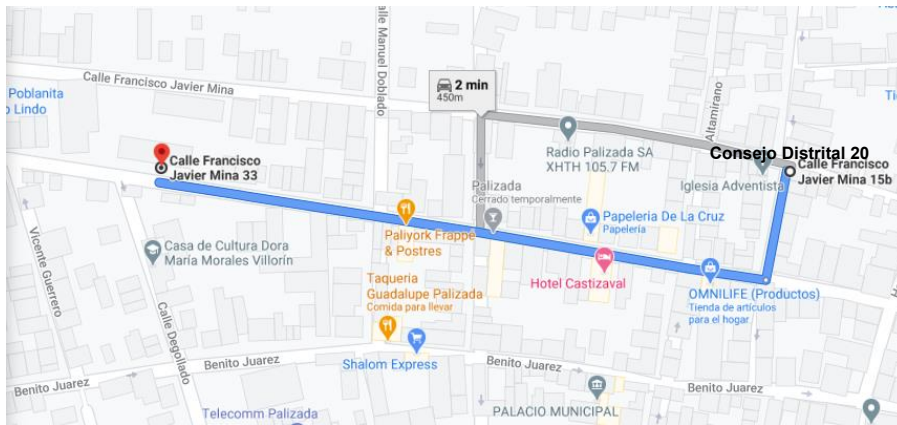 Calle Manuel Doblado
Calle Francisco Javier Mina
Poblanita
o Lindo
2 min
450m
Altamirano
Radio Palizada SA
XHTH 105.7 FM
Consejo Distrital 20
Calle Francisco
Javier Mina 15b
Iglesia Adventista
Calle Francisco
Javier Mina 33
Palizada
Cerrado temporalmente
Papeleria De La Cruz
Papelería
Paliyork Frappé
& Postres
Casa de Cultura Dora
María Morales Villorín
Hotel Castizaval
OMNILIFE (Productos)
Tienda de artículos
para el hogar
Vicente Guerrero
Calle Degollado
Taqueria
Guadalupe Palizada
Comida para llevar
Shalom Express
Benito Juarez
Benito Juarez
Benito Juarez
Benito Juarez
PALACIO MUNICIPAL
Telecomm Palizada